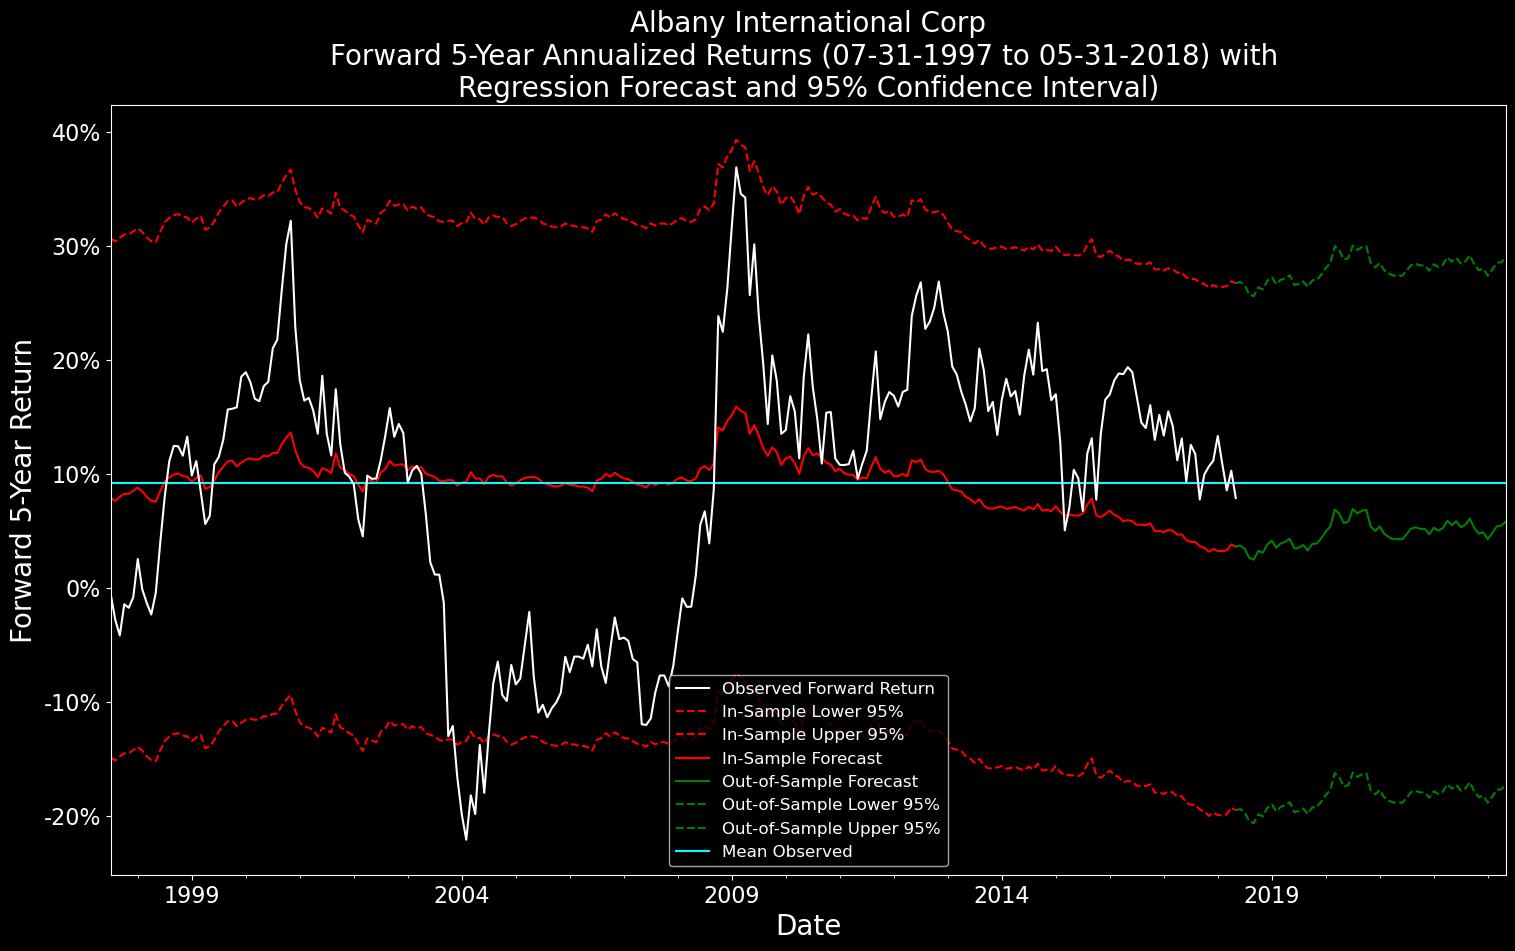 Albany International Corp
Forward 5-Year Annualized Returns (07-31-1997 to 05-31-2018) with
Regression Forecast and 95% Confidence Interval)
Forward 5-Year Return
40%
30%
20%
10%
0%
-10%
-20%
Observed Forward Return
In-Sample Lower 95%
In-Sample Upper 95%
In-Sample Forecast
Out-of-Sample Forecast
Out-of-Sample Lower 95%
Out-of-Sample Upper 95%
Mean Observed
1999 2004 2009 2014 2019
Date